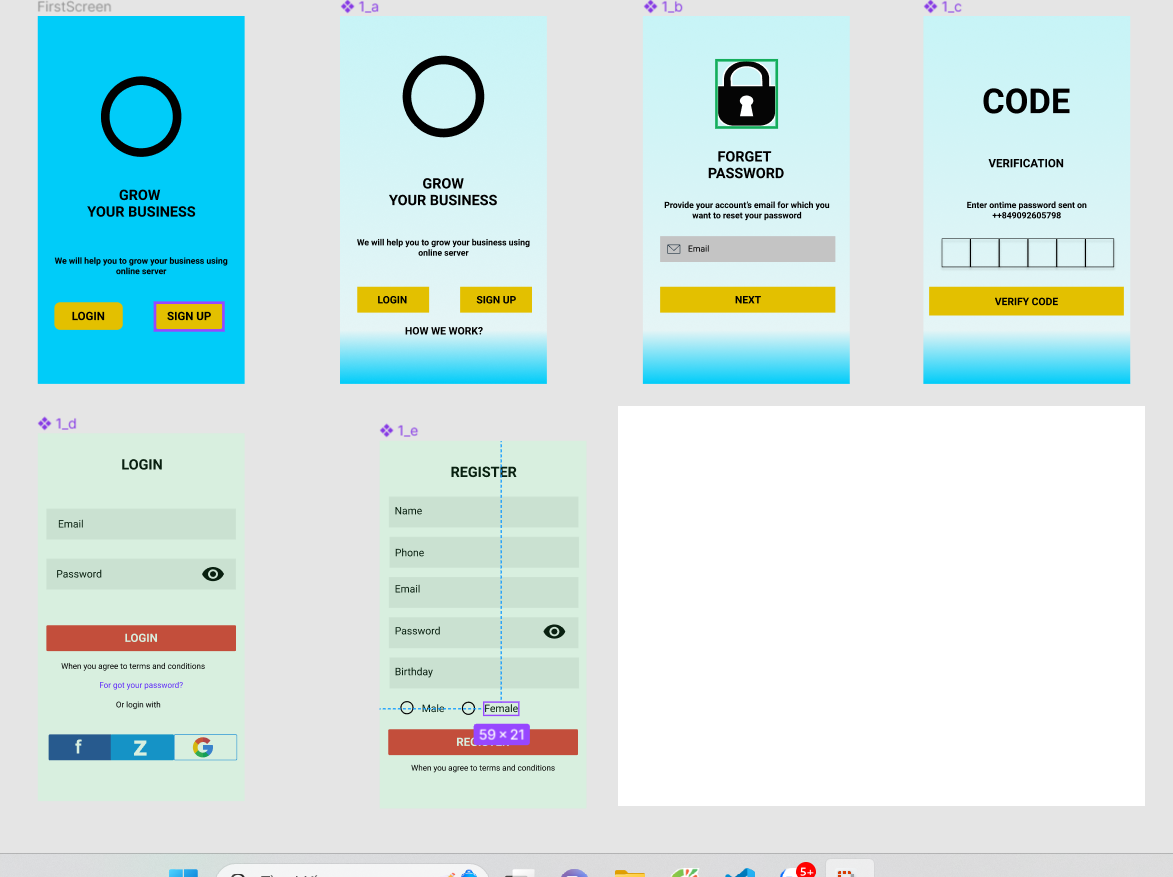 FirstScreen
1_a
1_b
1_c
GROW
YOUR BUSINESS
We will help you to grow your business using
online server
LOGIN
SIGN UP
GROW
YOUR BUSINESS
We will help you to grow your business using
online server
LOGIN
SIGN UP
HOW WE WORK?
FORGET
PASSWORD
Provide your account's email for which you
want to reset your password
Email
NEXT
CODE
VERIFICATION
Enter ontime password sent on
++849092605798
VERIFY CODE
1_d
LOGIN
Email
Password
LOGIN
When you agree to terms and conditions
For got your password?
Or login with
f
Z
G
1_e
REGISTER
Name
Phone
Email
Password
Birthday
Male
Female
59 × 21
When you agree to terms and conditions
5+